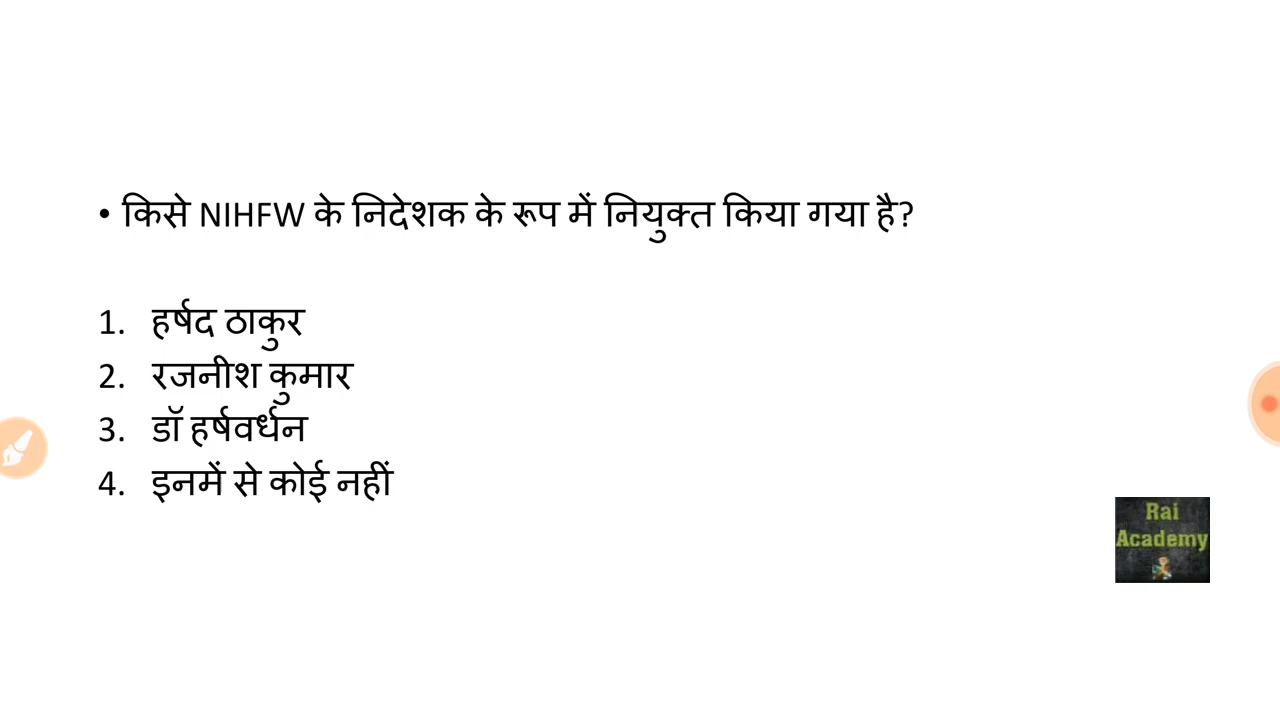 • किसे NIHFW के निदेशक के रूप में नियुक्त किया गया है?
1. हर्षद ठाकुर
2. रजनीश कुमार
3. डॉ हर्षवर्धन
4. इनमें से कोई नहीं
Rai
Academy